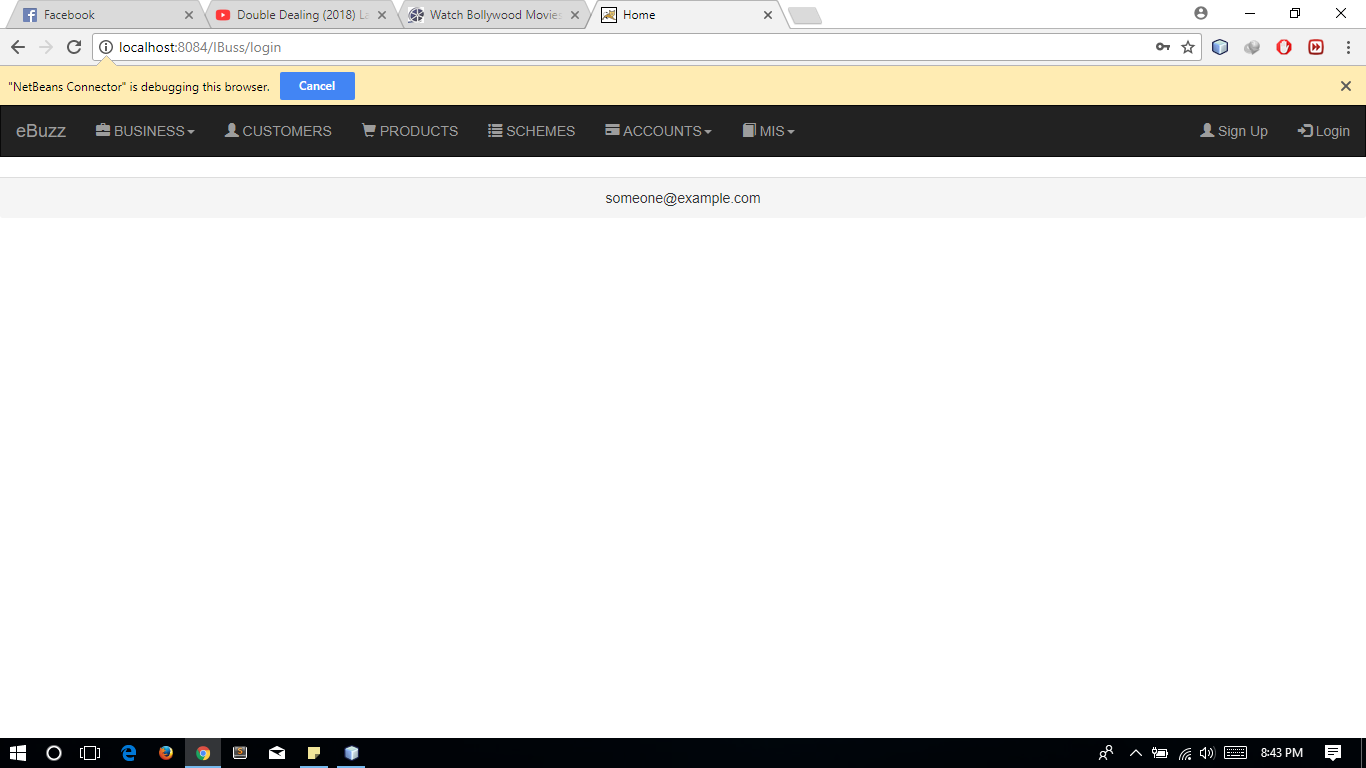 Facebook
Double Dealing (2018) La
Watch Bollywood Movies
Home
localhost:8084/IBuss/login
"NetBeans Connector" is debugging this browser.
Cancel
eBuzz
BUSINESS
CUSTOMERS
PRODUCTS
SCHEMES
ACCOUNTS
MIS
Sign Up
Login
someone@example.com
8:43 PM